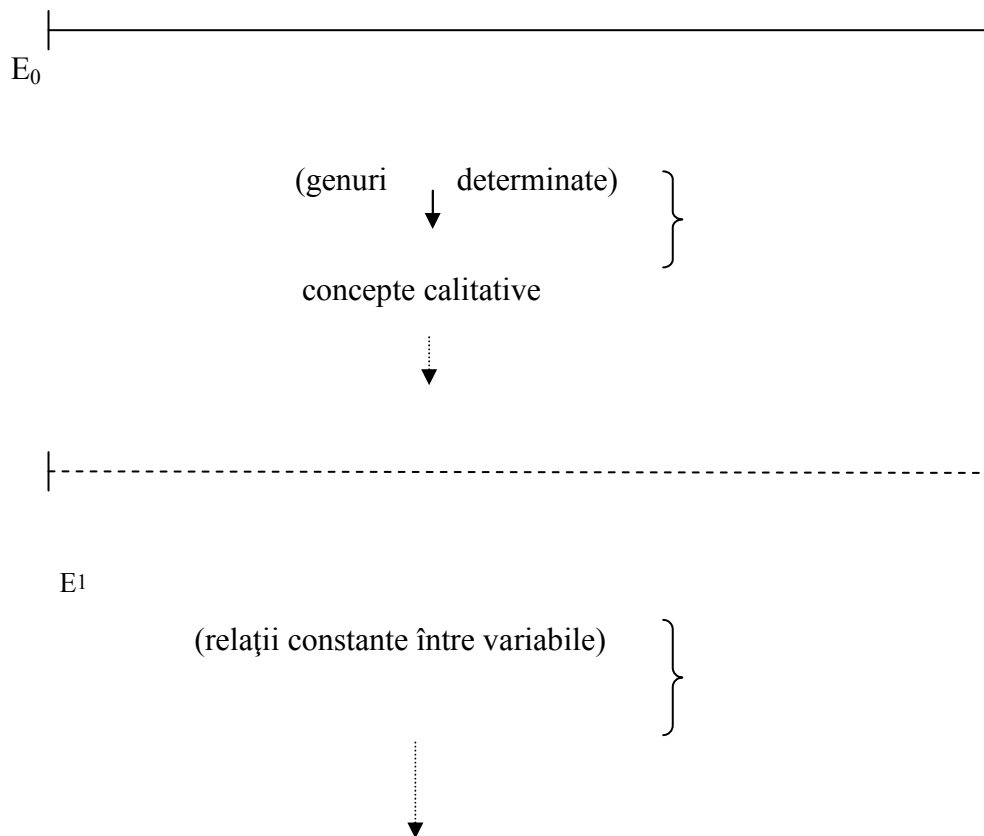 E₀
(genuri determinate)
concepte calitative
E1
(relaţii constante între variabile)